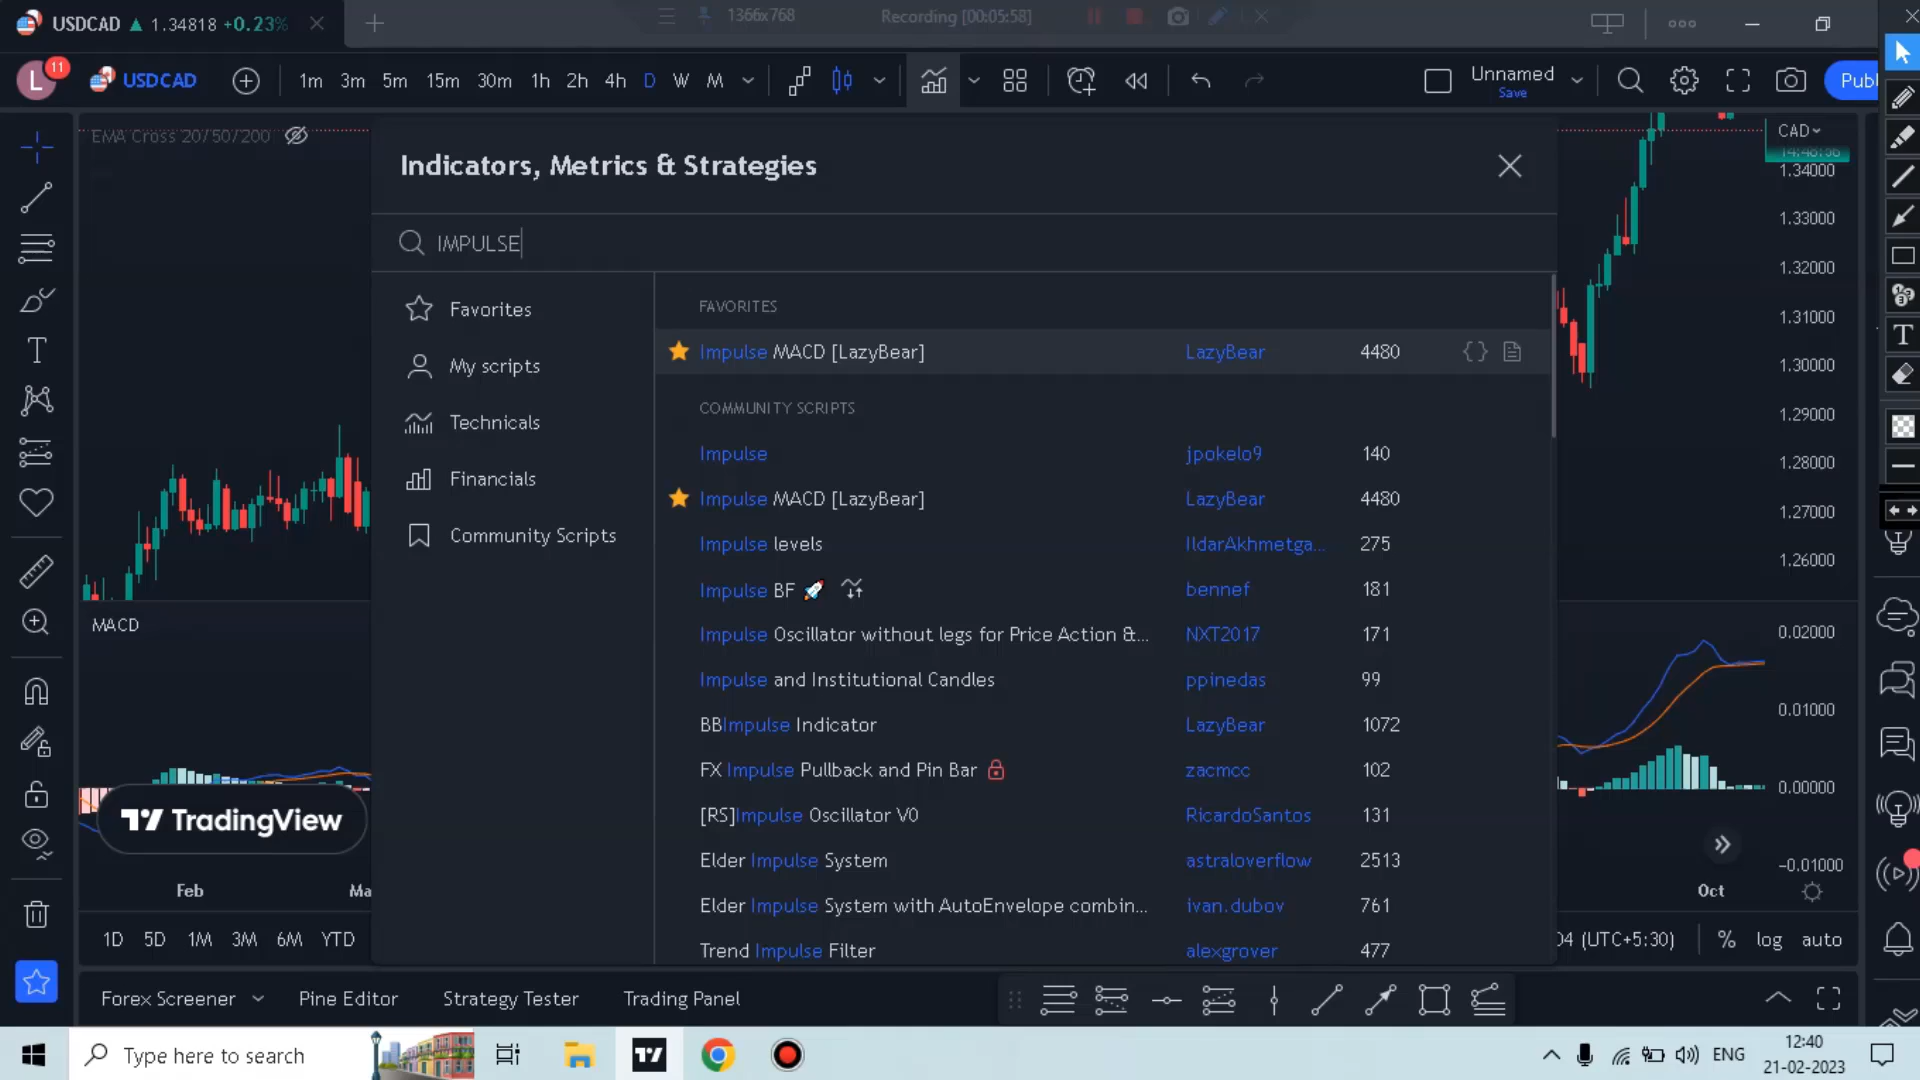 USDCAD ▲ 1.34818 +0.23%
1366x768
Recording [00:05:58]
L
11
USDCAD
1m 3m 5m 15m 30m 1h 2h 4h D W M
Unnamed
Save
Publ
EMA Cross 20/50/200
CAD
14:48:56
Indicators, Metrics & Strategies
IMPULSE
Favorites
My scripts
Technicals
Financials
Community Scripts
FAVORITES
Impulse MACD [LazyBear] LazyBear 4480
COMMUNITY SCRIPTS
Impulse jpokelo9 140
Impulse MACD [LazyBear] LazyBear 4480
Impulse levels IldarAkhmetga... 275
Impulse BF 🚀 bennef 181
Impulse Oscillator without legs for Price Action &... NXT2017 171
Impulse and Institutional Candles ppinedas 99
BBImpulse Indicator LazyBear 1072
FX Impulse Pullback and Pin Bar zacmcc 102
[RS]Impulse Oscillator V0 RicardoSantos 131
Elder Impulse System astraloverflow 2513
Elder Impulse System with AutoEnvelope combin... ivan.dubov 761
Trend Impulse Filter alexgrover 477
1.34000
1.33000
1.32000
1.31000
1.30000
1.29000
1.28000
1.27000
1.26000
MACD
0.02000
0.01000
0.00000
-0.01000
TradingView
Feb
Ma
Oct
1D 5D 1M 3M 6M YTD
04 (UTC+5:30) % log auto
Forex Screener Pine Editor Strategy Tester Trading Panel
Type here to search
ENG
12:40
21-02-2023